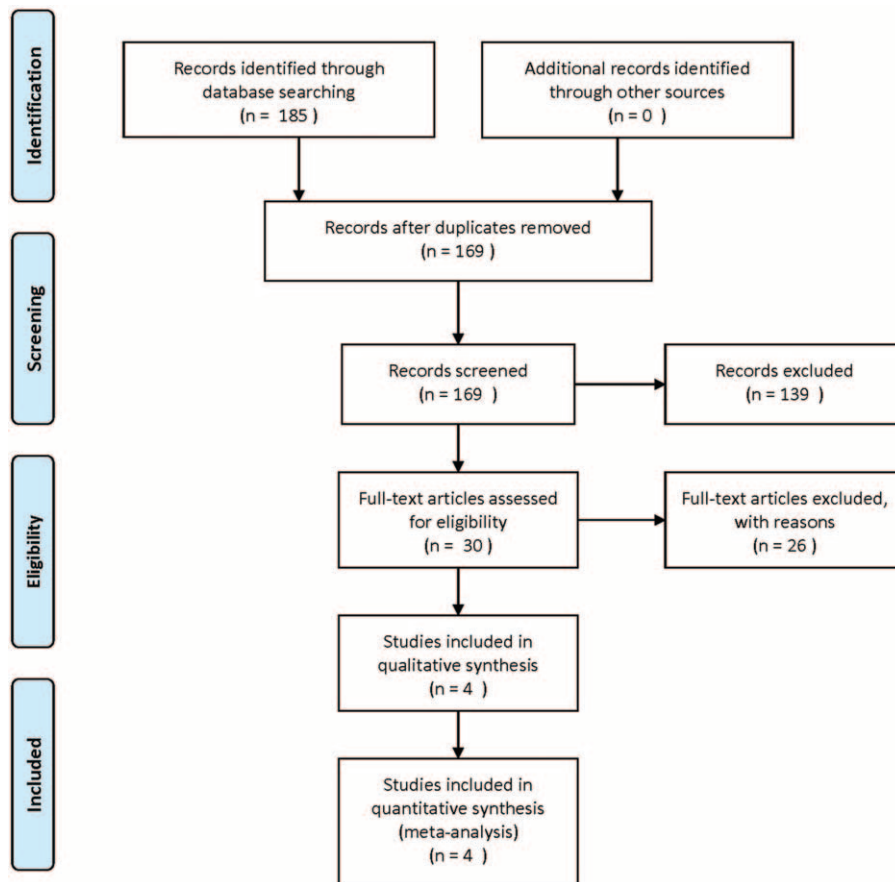 Identification
Records identified through
database searching
(n = 185 )
Additional records identified
through other sources
(n = 0 )
Records after duplicates removed
(n = 169 )
Screening
Records screened
(n = 169 )
Records excluded
(n = 139 )
Eligibility
Full-text articles assessed
for eligibility
(n = 30 )
Full-text articles excluded,
with reasons
(n = 26 )
Studies included in
qualitative synthesis
(n = 4 )
Included
Studies included in
quantitative synthesis
(meta-analysis)
(n = 4 )